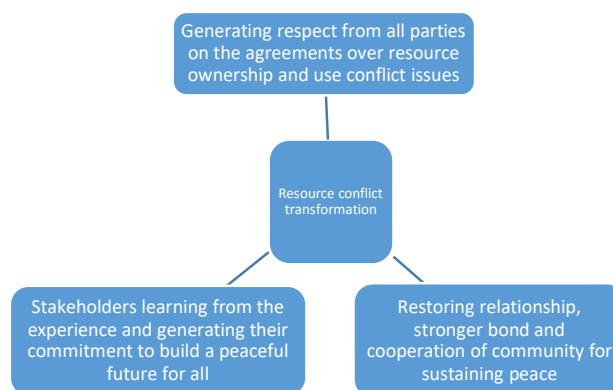 Generating respect from all parties
on the agreements over resource
ownership and use conflict issues
Resource conflict
transformation
Stakeholders learning from the
experience and generating their
commitment to build a peaceful
future for all
Restoring relationship,
stronger bond and
cooperation of community for
sustaining peace